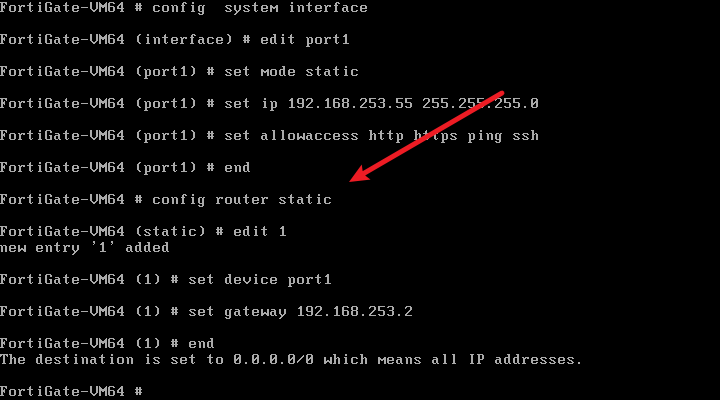 FortiGate-VM64 # config  system interface
FortiGate-VM64 (interface) # edit port1
FortiGate-VM64 (port1) # set mode static
FortiGate-VM64 (port1) # set ip 192.168.253.55 255.255.255.0
FortiGate-VM64 (port1) # set allowaccess http https ping ssh
FortiGate-VM64 (port1) # end
FortiGate-VM64 # config router static
FortiGate-VM64 (static) # edit 1
new entry '1' added
FortiGate-VM64 (1) # set device port1
FortiGate-VM64 (1) # set gateway 192.168.253.2
FortiGate-VM64 (1) # end
The destination is set to 0.0.0.0/0 which means all IP addresses.
FortiGate-VM64 #